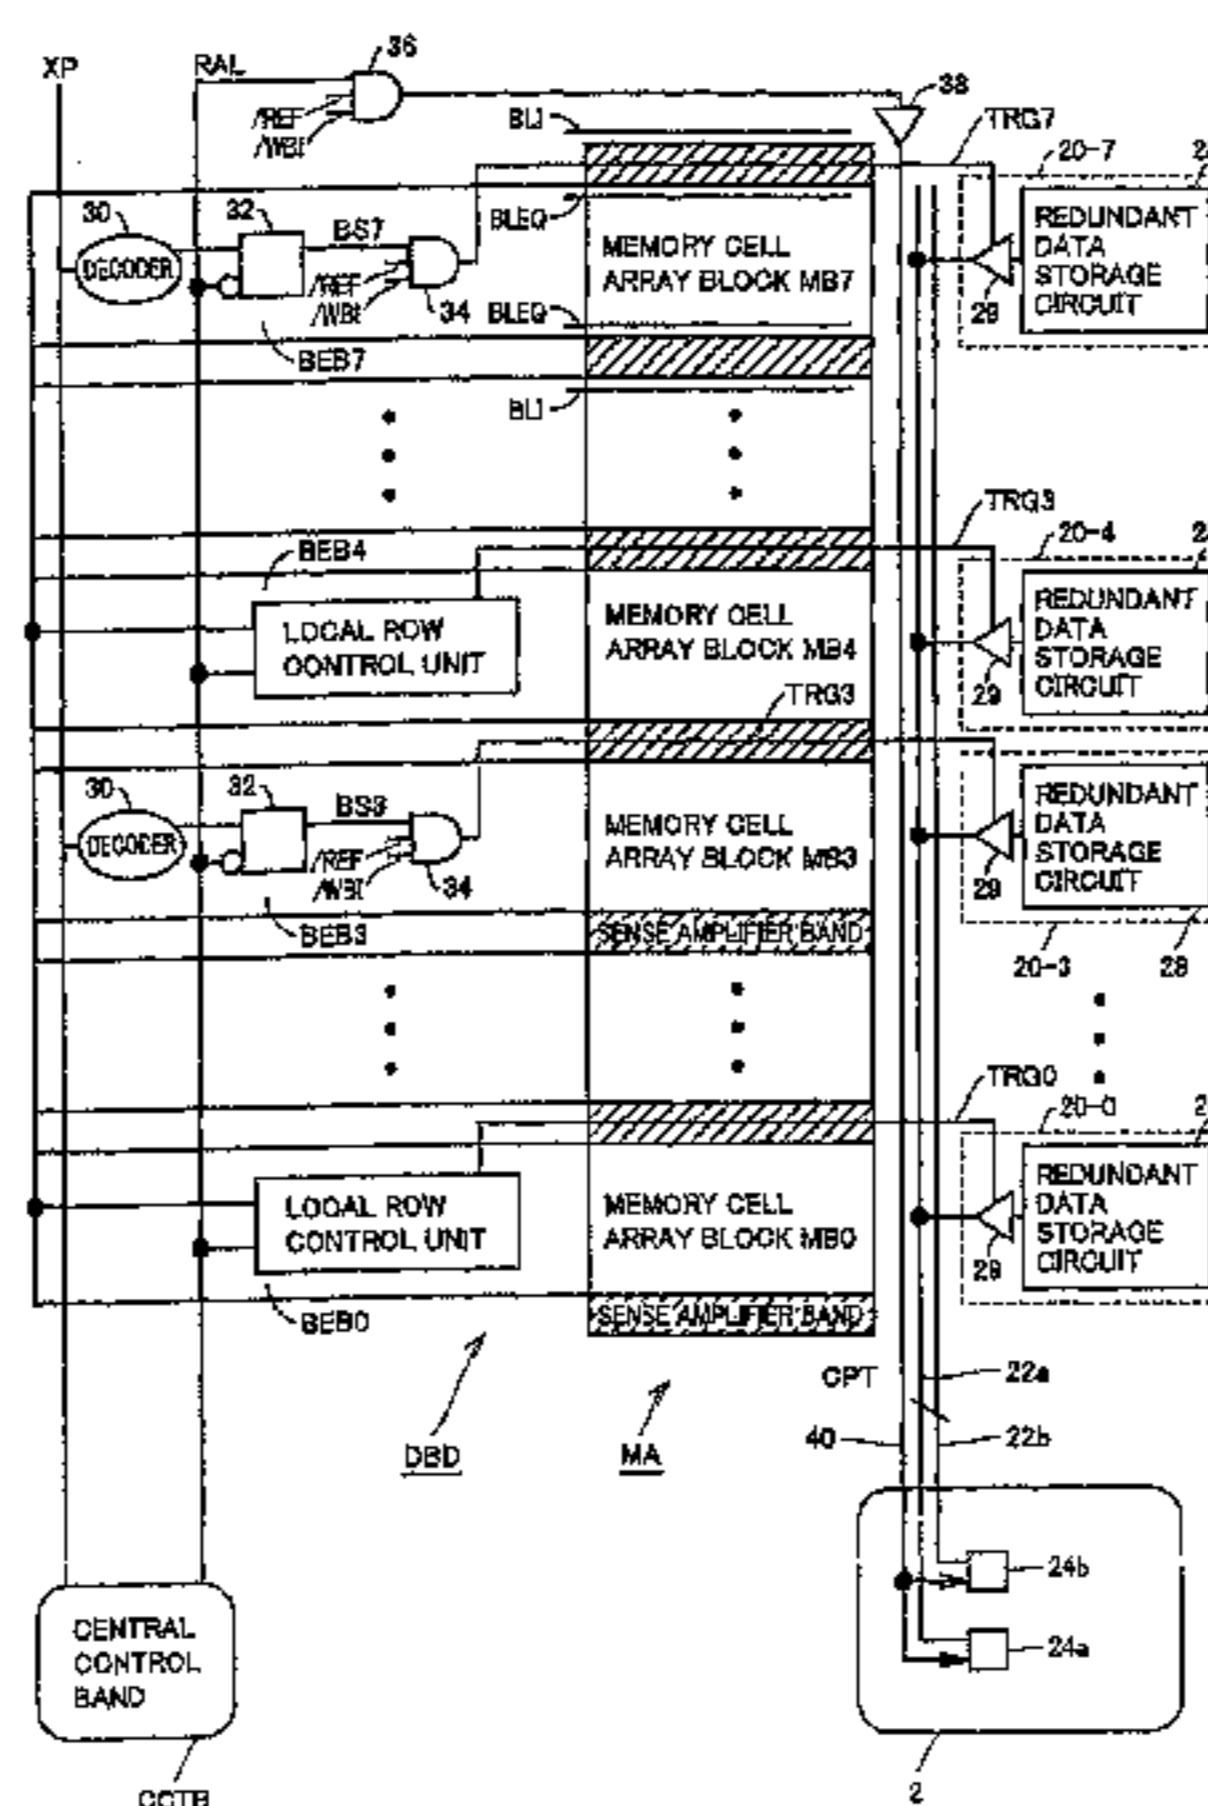 36
XP
RAL
38
/REF
/WBI
BLI
TRG7
20-7
30
32
BS7
BLEQ
DECODER
MEMORY CELL
ARRAY BLOCK MB7
REDUNDANT
DATA
STORAGE
CIRCUIT
/REF
/WBI
34
BLEQ
29
BEB7
BLI
TRG3
BEB4
20-4
LOCAL ROW
CONTROL UNIT
MEMORY CELL
ARRAY BLOCK MB4
REDUNDANT
DATA
STORAGE
CIRCUIT
29
TRG3
30
32
BS3
DECODER
MEMORY CELL
ARRAY BLOCK MB3
REDUNDANT
DATA
STORAGE
CIRCUIT
/REF
/WBI
34
29
BEB3
SENSE AMPLIFIER BAND
20-3
28
TRG0
20-0
LOCAL ROW
CONTROL UNIT
MEMORY CELL
ARRAY BLOCK MB0
REDUNDANT
DATA
STORAGE
CIRCUIT
29
BEB0
SENSE AMPLIFIER BAND
CPT
22a
40
22b
DBD
MA
24b
CENTRAL
CONTROL
BAND
24a
2
CCTB